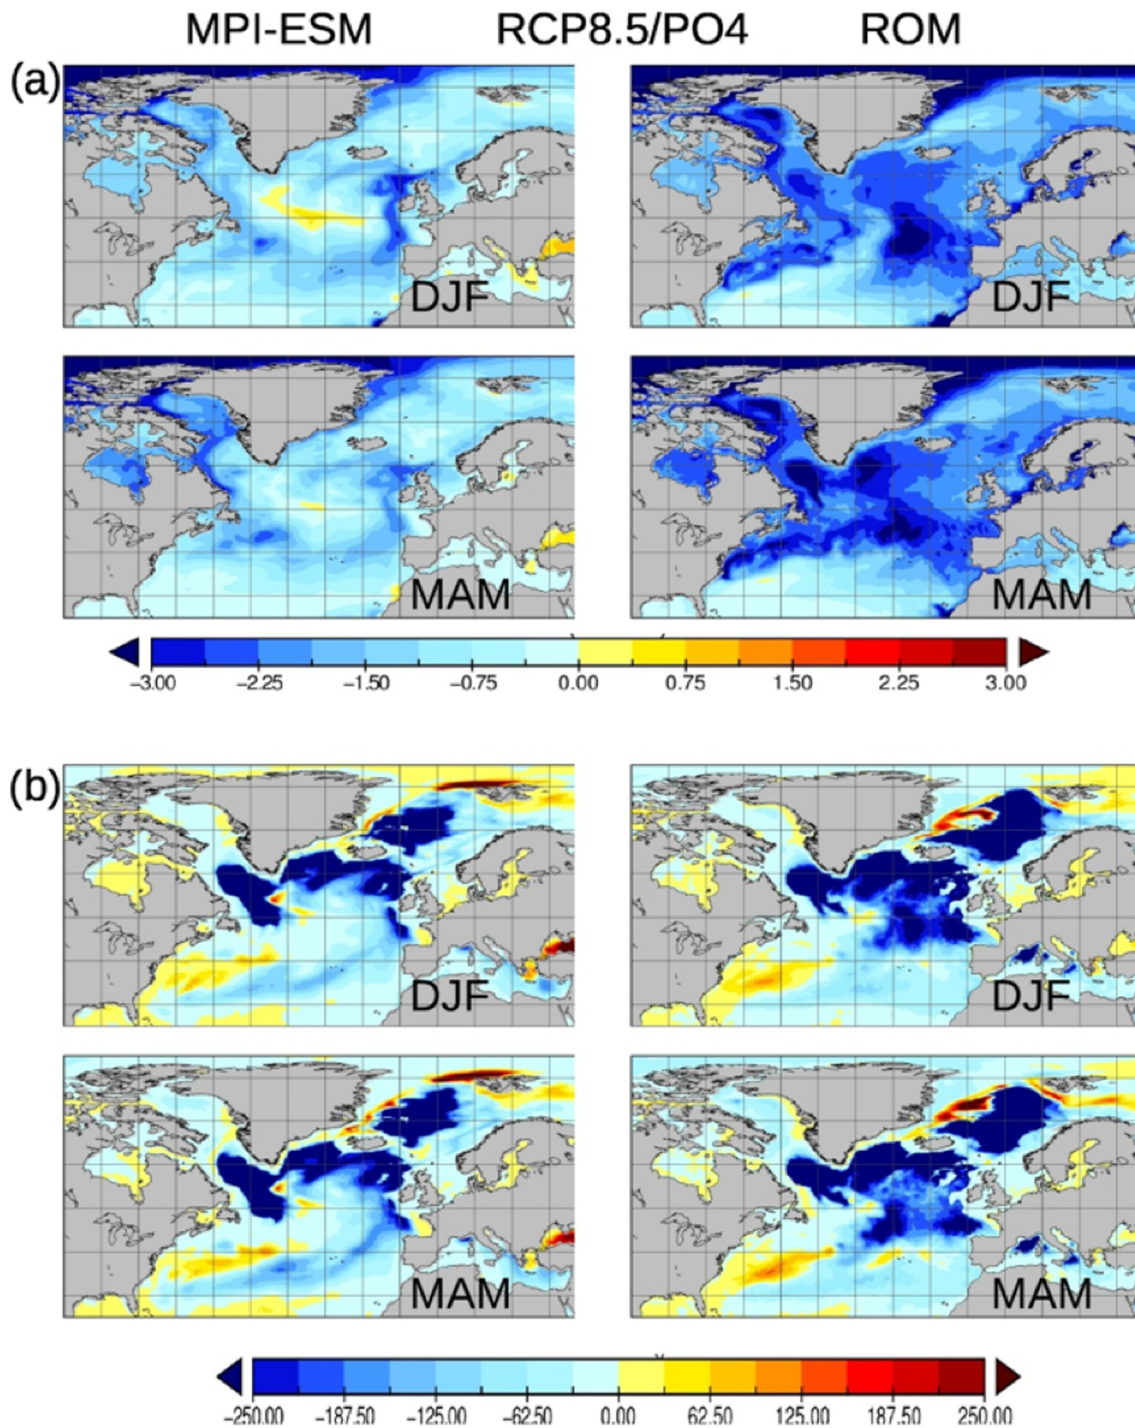 MPI-ESM RCP8.5/PO4 ROM
(a)
DJF DJF
MAM MAM
−3.00 −2.25 −1.50 −0.75 0.00 0.75 1.50 2.25 3.00
(b)
DJF DJF
MAM MAM
−250.00 −187.50 −125.00 −62.50 0.00 62.50 125.00 187.50 250.00